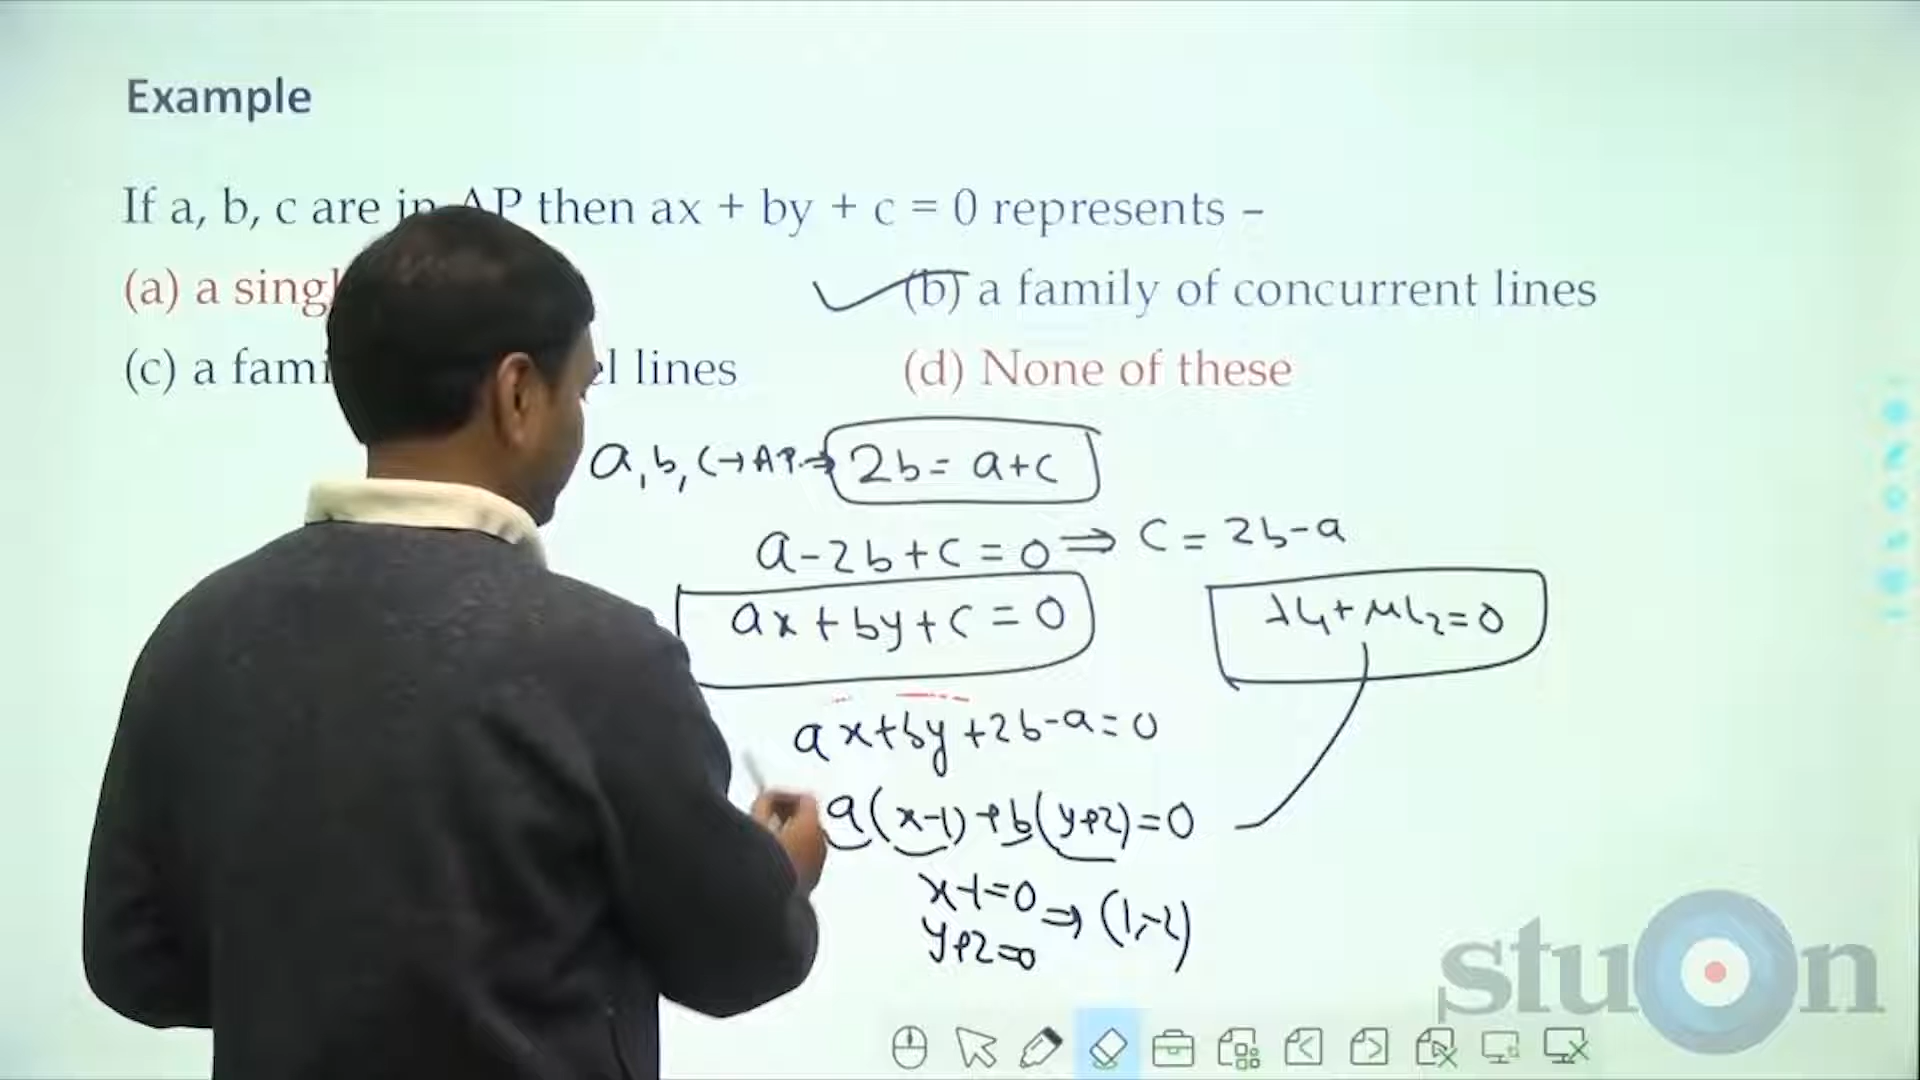 Example
If a, b, c are in AP then ax + by + c = 0 represents –
(a) a singl
(b) a family of concurrent lines
(c) a fami el lines
(d) None of these
a, b, c → AP. ⇒ 2b = a+c
a-2b+c = 0 ⇒ c = 2b-a
ax+by+c = 0
λL1+μL2=0
ax+by+2b-a=0
a(x-1)+b(y+2)=0
x-1=0
y+2=0
⇒ (1,-2)
stuOn